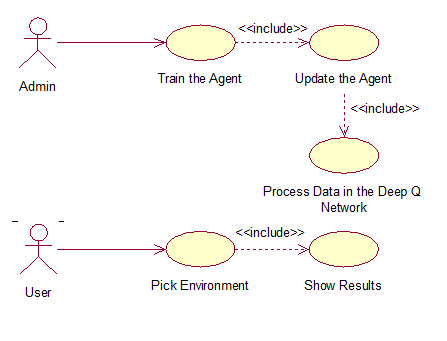 <<include>>
Admin
Train the Agent
Update the Agent
<<include>>
Process Data in the Deep Q
Network
<<include>>
User
Pick Environment
Show Results